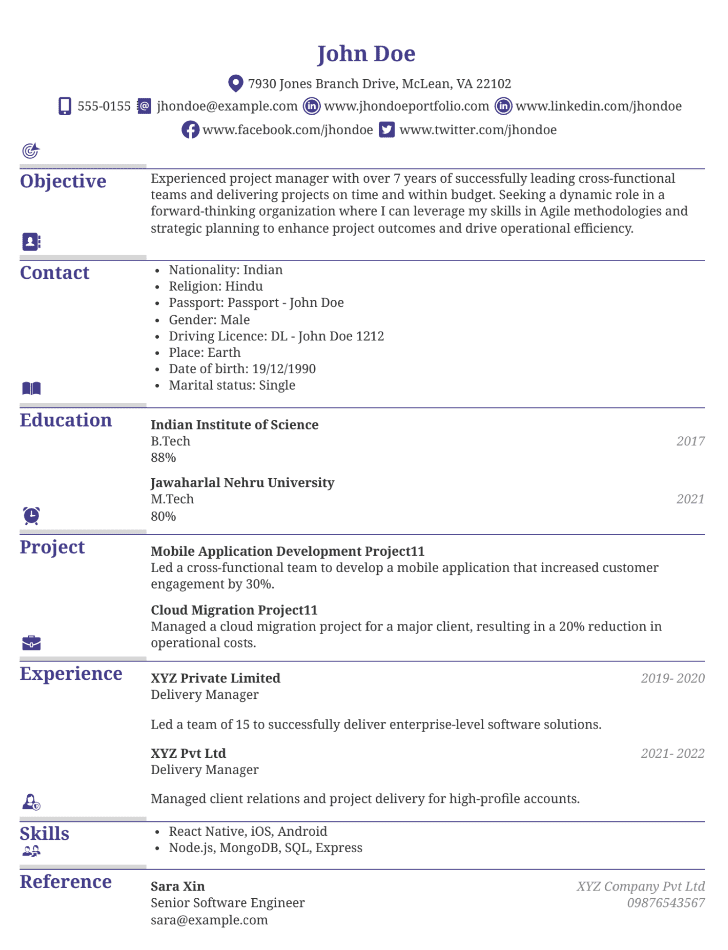 John Doe
7930 Jones Branch Drive, McLean, VA 22102
555-0155 jhondoe@example.com www.jhondoeportfolio.com www.linkedin.com/jhondoe
www.facebook.com/jhondoe www.twitter.com/jhondoe
Objective
Experienced project manager with over 7 years of successfully leading cross-functional
teams and delivering projects on time and within budget. Seeking a dynamic role in a
forward-thinking organization where I can leverage my skills in Agile methodologies and
strategic planning to enhance project outcomes and drive operational efficiency.
Contact
• Nationality: Indian
• Religion: Hindu
• Passport: Passport - John Doe
• Gender: Male
• Driving Licence: DL - John Doe 1212
• Place: Earth
• Date of birth: 19/12/1990
• Marital status: Single
Education
Indian Institute of Science
B.Tech 2017
88%
Jawaharlal Nehru University
M.Tech 2021
80%
Project
Mobile Application Development Project11
Led a cross-functional team to develop a mobile application that increased customer
engagement by 30%.
Cloud Migration Project11
Managed a cloud migration project for a major client, resulting in a 20% reduction in
operational costs.
Experience
XYZ Private Limited 2019- 2020
Delivery Manager
Led a team of 15 to successfully deliver enterprise-level software solutions.
XYZ Pvt Ltd 2021- 2022
Delivery Manager
Managed client relations and project delivery for high-profile accounts.
Skills
• React Native, iOS, Android
• Node.js, MongoDB, SQL, Express
Reference
Sara Xin XYZ Company Pvt Ltd
Senior Software Engineer 09876543567
sara@example.com